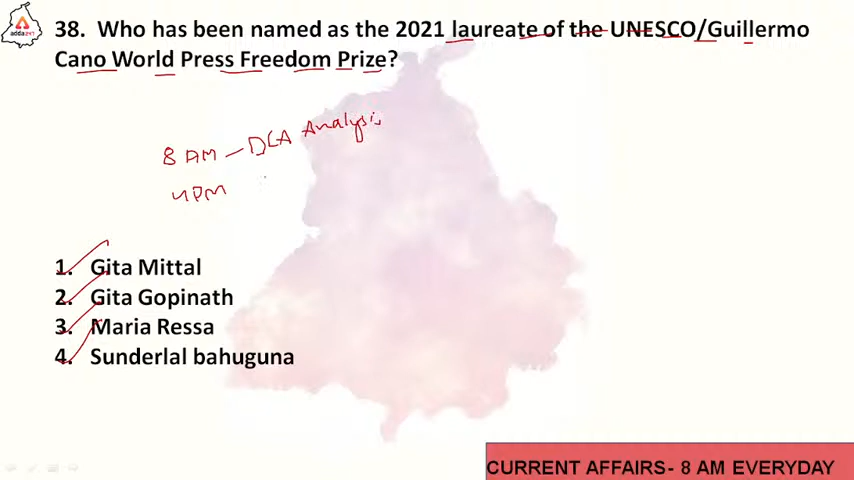 38. Who has been named as the 2021 laureate of the UNESCO/Guillermo
Cano World Press Freedom Prize?
adda247
8 AM - DCA Analysis
4PM
1. Gita Mittal
2. Gita Gopinath
3. Maria Ressa
4. Sunderlal bahuguna
CURRENT AFFAIRS- 8 AM EVERYDAY